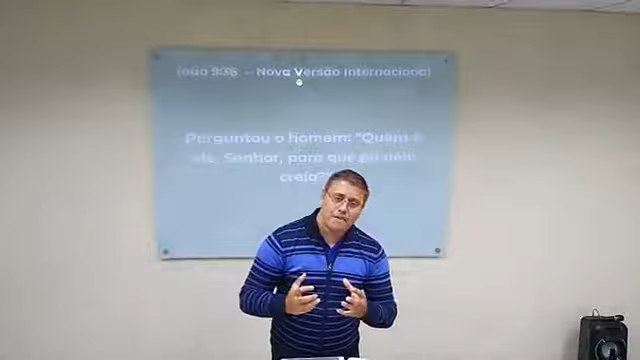 João 9:36 - Nova Versão Internacional
Perguntou o homem: "Quem é
ele, Senhor, para que eu nele
creia?"